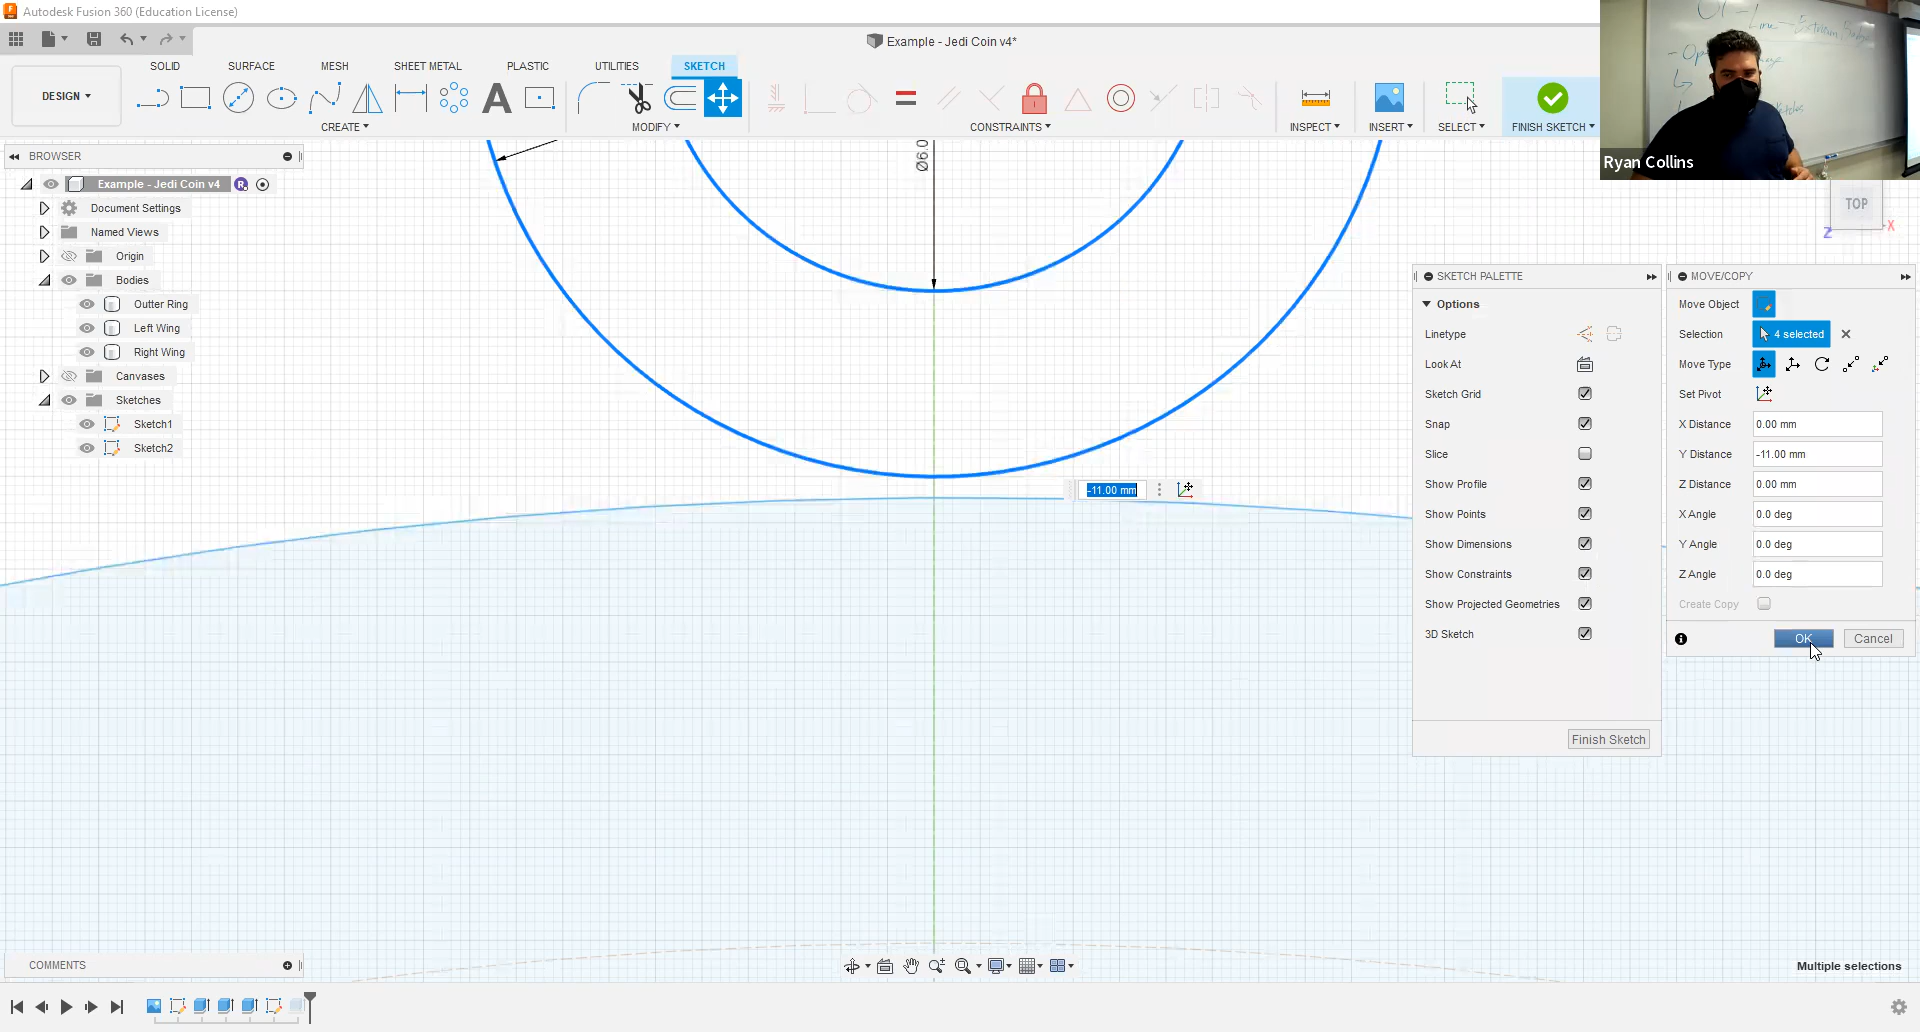 Autodesk Fusion 360 (Education License)
Example - Jedi Coin v4*
SOLID SURFACE MESH SHEET METAL PLASTIC UTILITIES SKETCH
DESIGN
CREATE MODIFY CONSTRAINTS INSPECT INSERT SELECT FINISH SKETCH
Ryan Collins
BROWSER
Example - Jedi Coin v4
Document Settings
Named Views
Origin
Bodies
Outter Ring
Left Wing
Right Wing
Canvases
Sketches
Sketch1
Sketch2
Ø6.0
-11.00 mm
TOP
X
Z
SKETCH PALETTE
Options
Linetype
Look At
Sketch Grid
Snap
Slice
Show Profile
Show Points
Show Dimensions
Show Constraints
Show Projected Geometries
3D Sketch
Finish Sketch
MOVE/COPY
Move Object
Selection 4 selected
Move Type
Set Pivot
X Distance 0.00 mm
Y Distance -11.00 mm
Z Distance 0.00 mm
X Angle 0.0 deg
Y Angle 0.0 deg
Z Angle 0.0 deg
Create Copy
OK Cancel
COMMENTS
Multiple selections